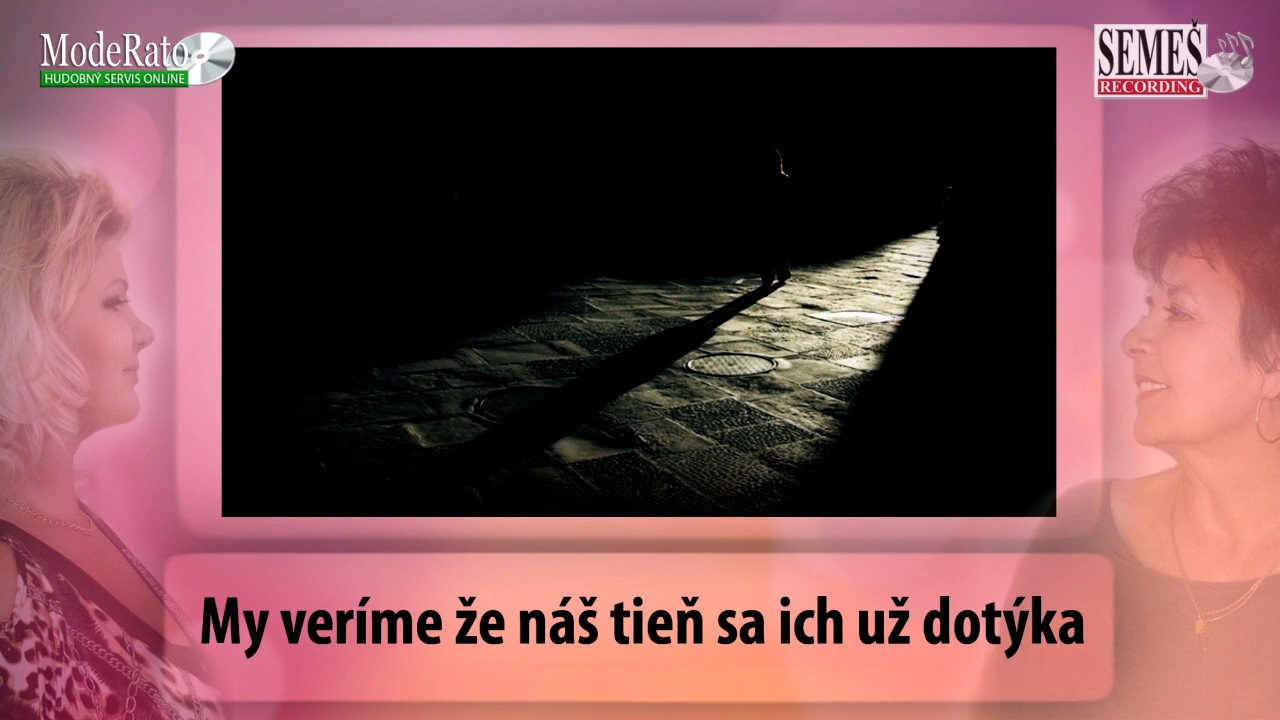 ModeRato
HUDOBNÝ SERVIS ONLINE
SEMEŠ
RECORDING
My veríme že náš tieň sa ich už dotýka